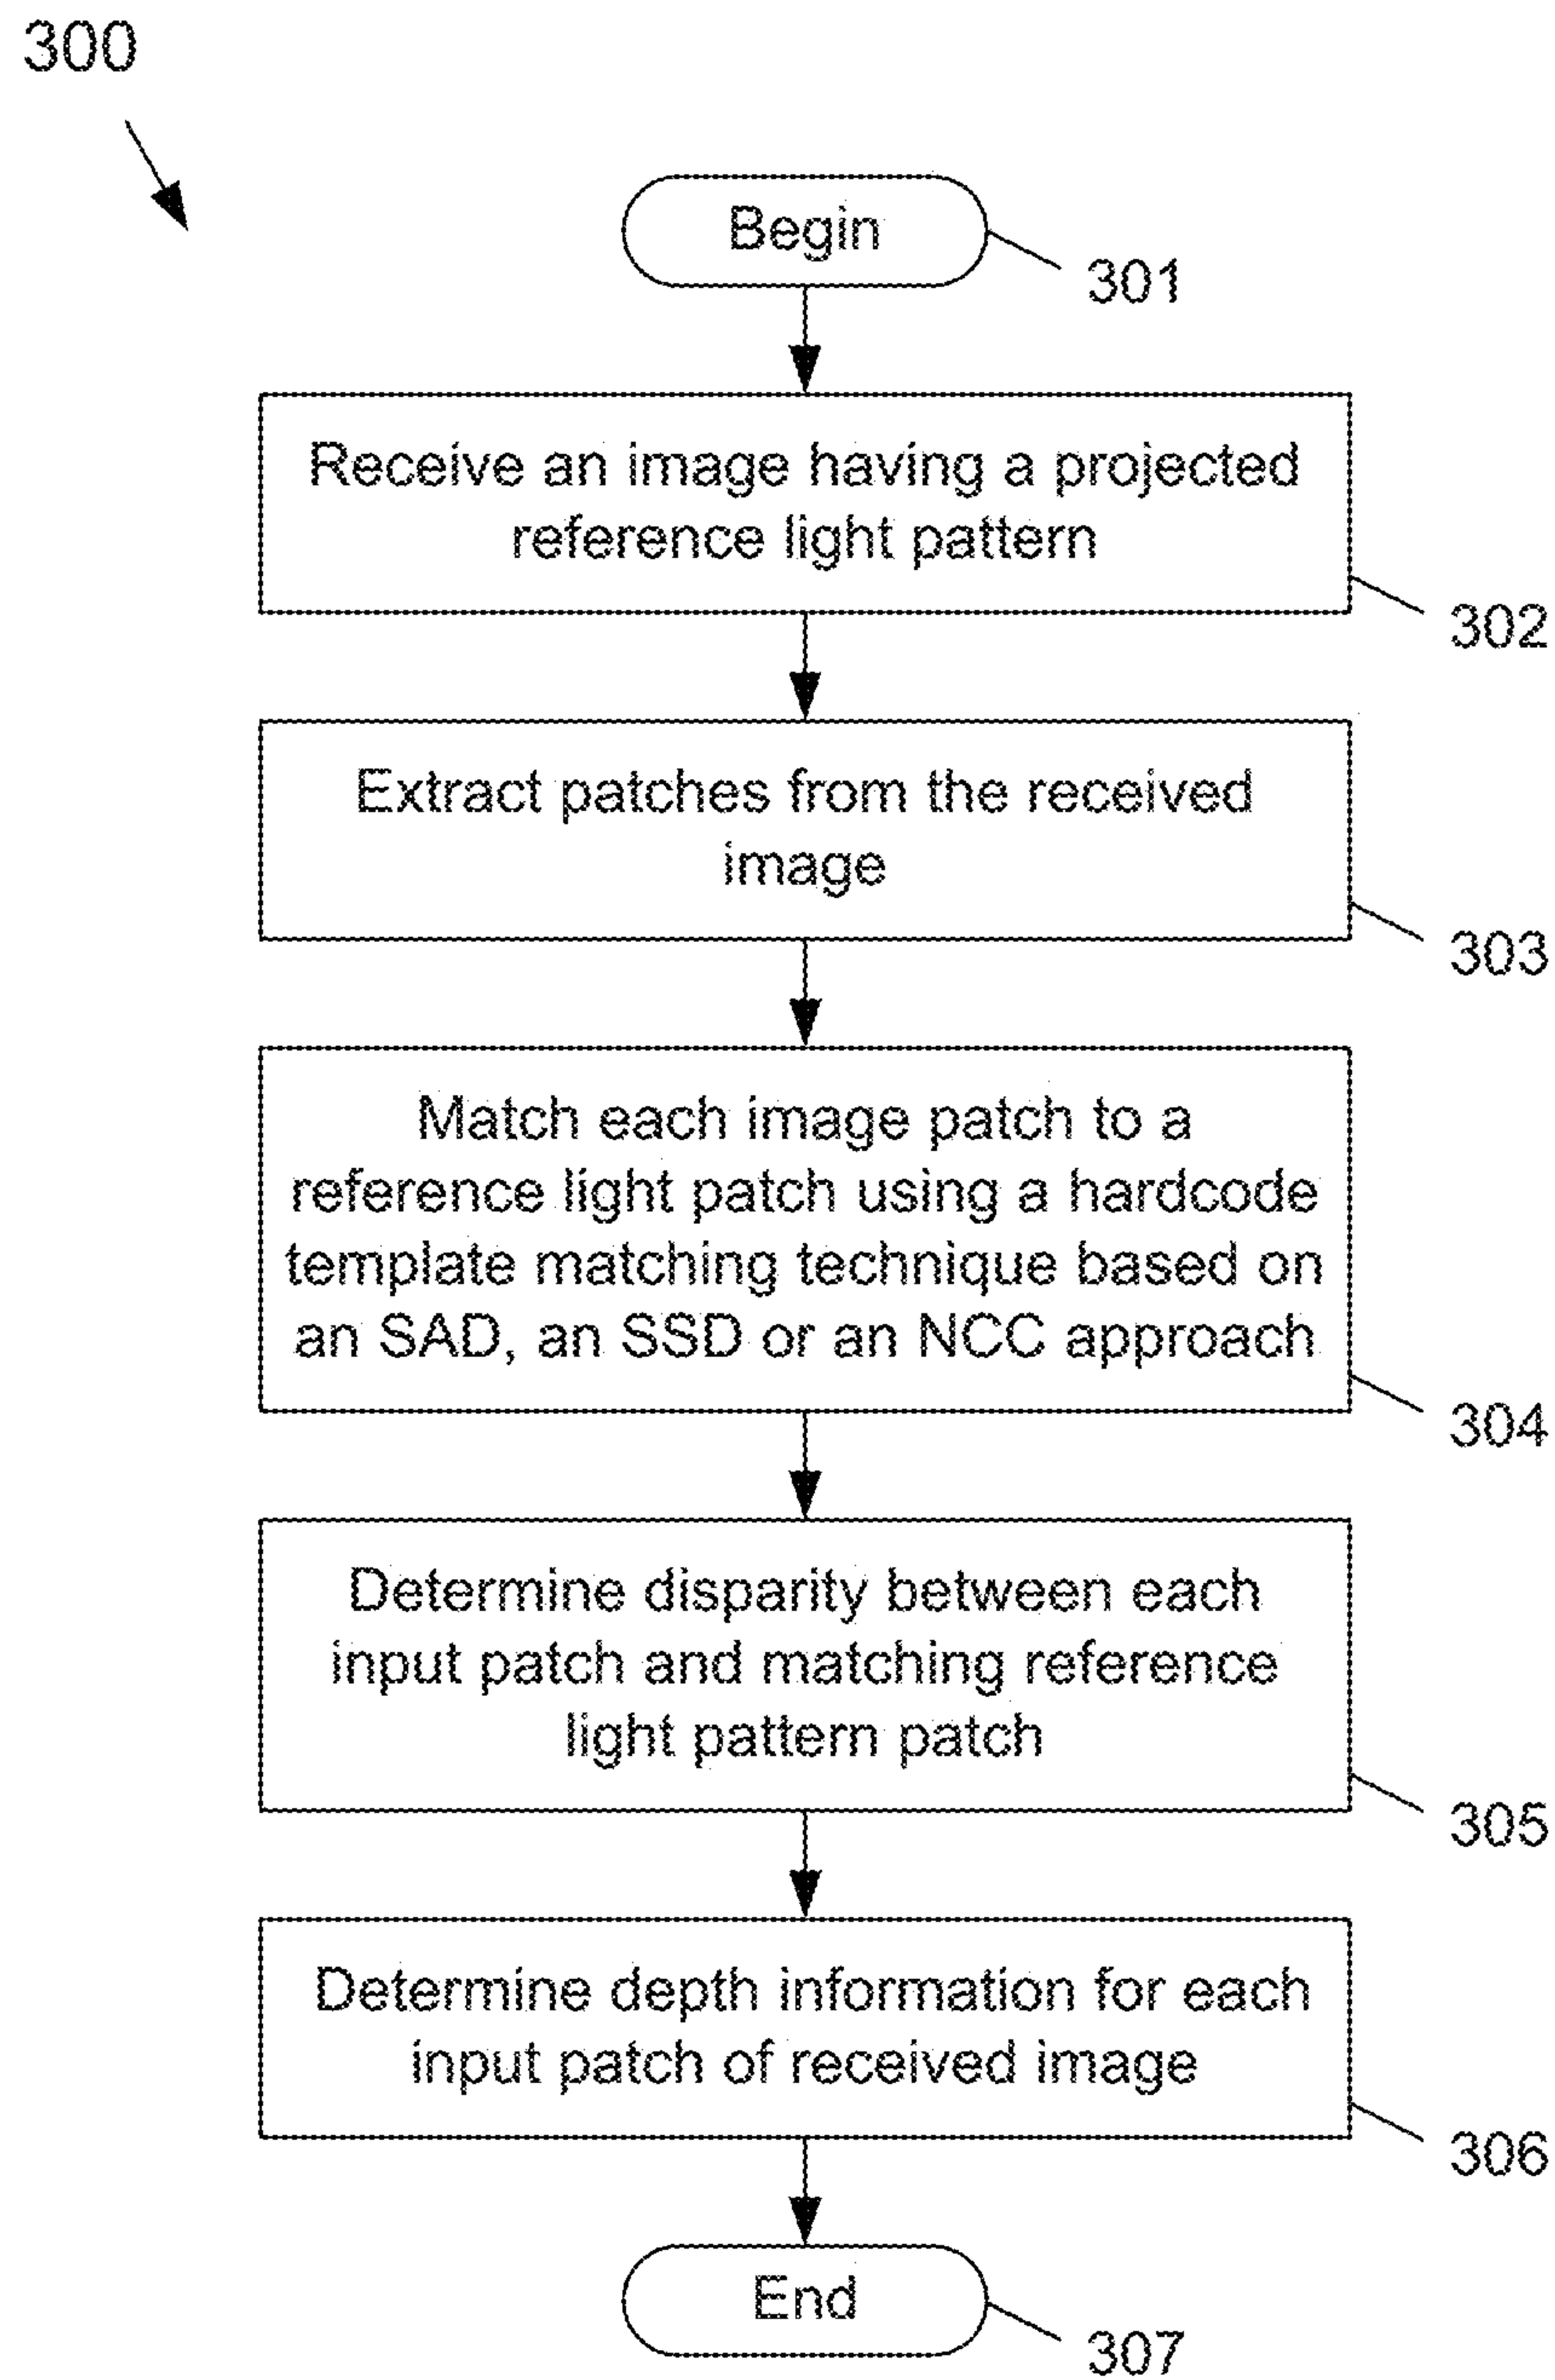 300
Begin
301
Receive an image having a projected
reference light pattern
302
Extract patches from the received
image
303
Match each image patch to a
reference light patch using a hardcode
template matching technique based on
an SAD, an SSD or an NCC approach
304
Determine disparity between each
input patch and matching reference
light pattern patch
305
Determine depth information for each
input patch of received image
306
End
307